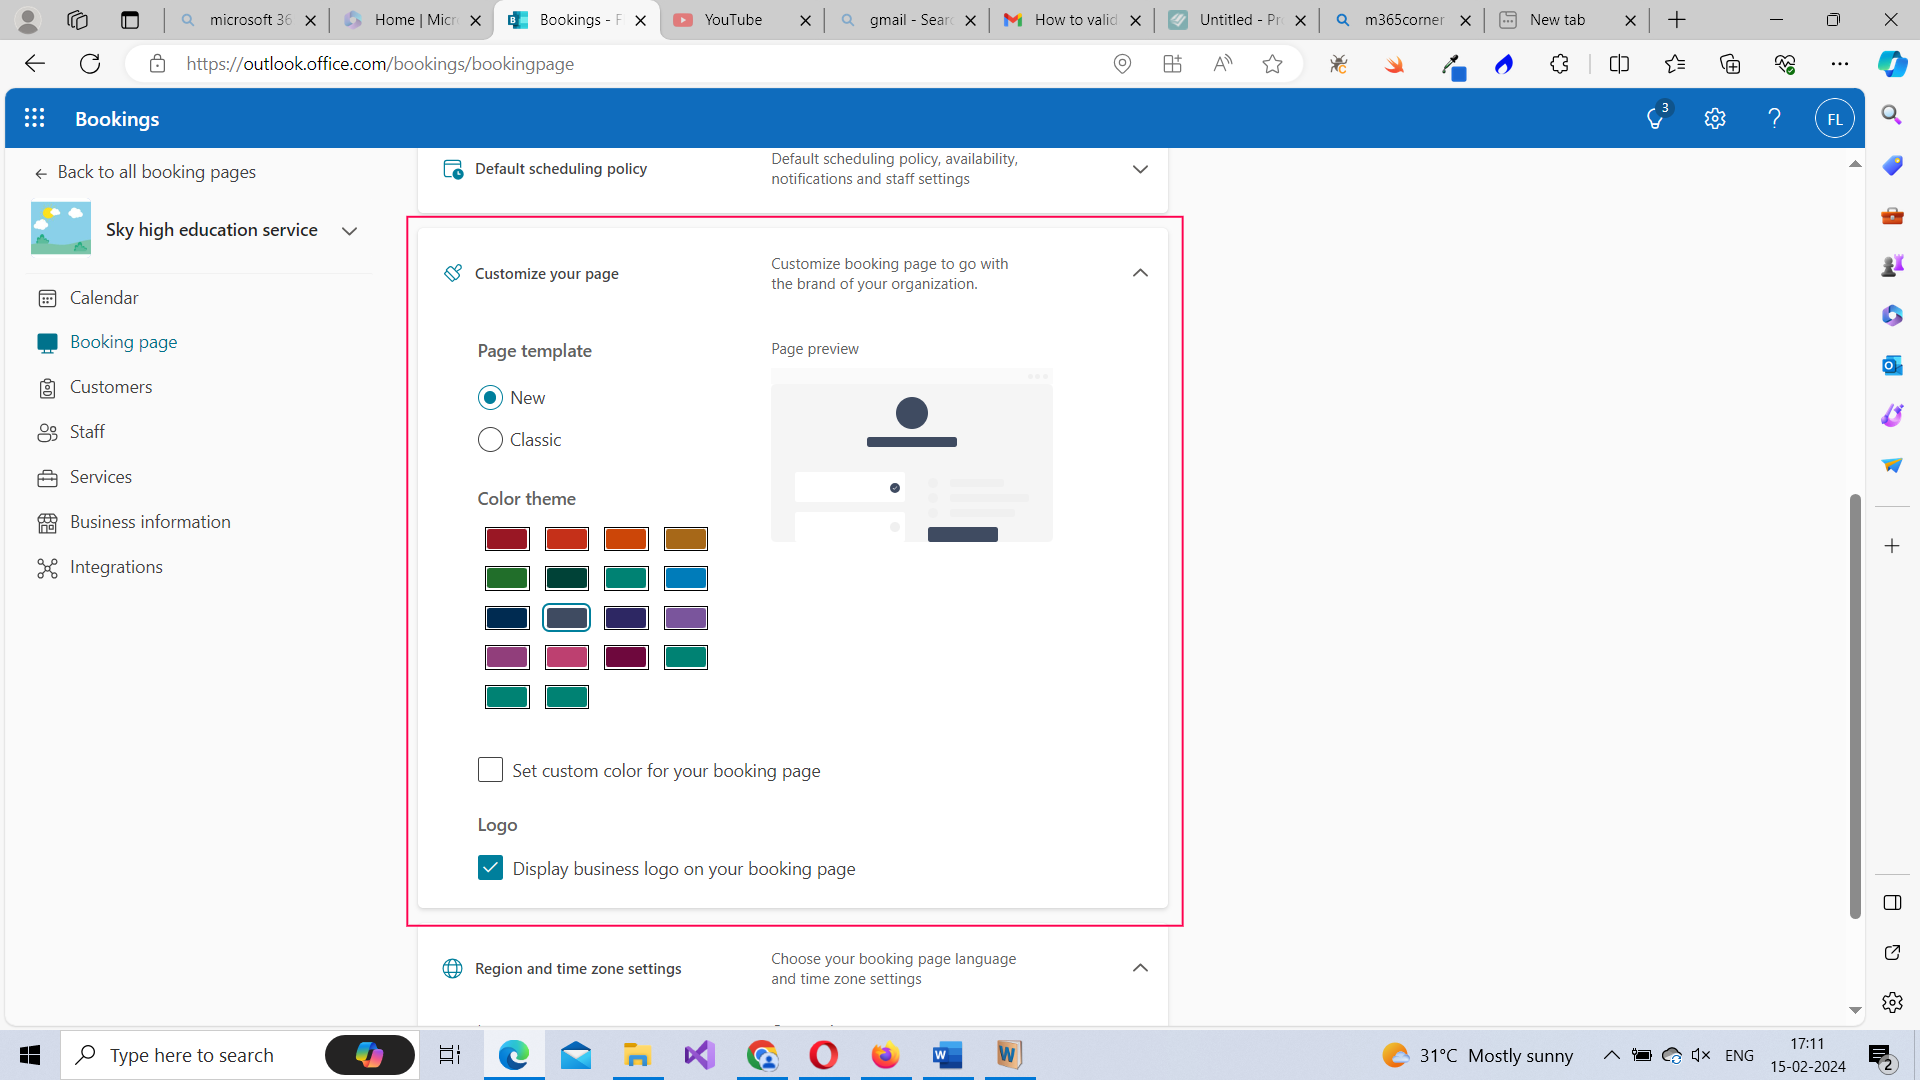 microsoft 36
Home | Micr
Bookings - F
YouTube
gmail - Searc
How to valid
Untitled - Pr
m365corner
New tab
https://outlook.office.com/bookings/bookingpage
Bookings
3
FL
Back to all booking pages
Sky high education service
Calendar
Booking page
Customers
Staff
Services
Business information
Integrations
Default scheduling policy
Default scheduling policy, availability,
notifications and staff settings
Customize your page
Customize booking page to go with
the brand of your organization.
Page template
New
Classic
Page preview
Color theme
Set custom color for your booking page
Logo
Display business logo on your booking page
Region and time zone settings
Choose your booking page language
and time zone settings
Type here to search
31°C Mostly sunny
ENG
17:11
15-02-2024
2